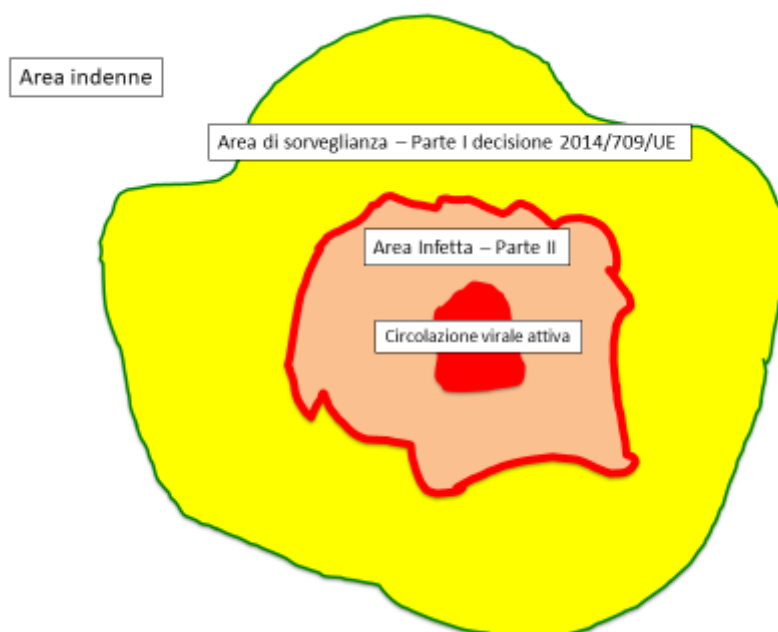 Area indenne
Area di sorveglianza – Parte I decisione 2014/709/UE
Area Infetta – Parte II
Circolazione virale attiva